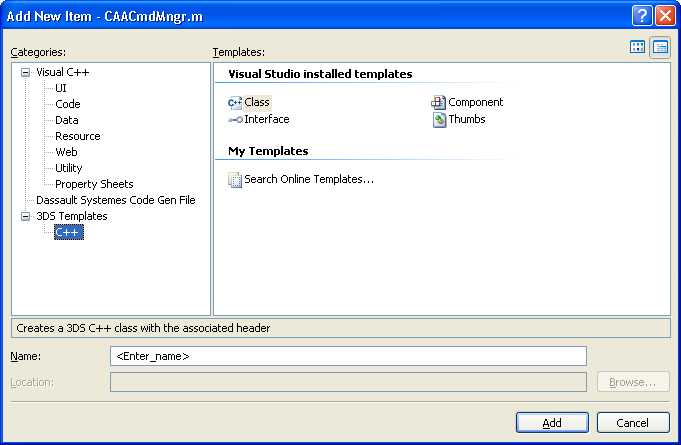 Add New Item - CAACmdMngr.m
Categories:
Templates:
Visual C++
UI
Code
Data
Resource
Web
Utility
Property Sheets
Dassault Systemes Code Gen File
3DS Templates
C++
Visual Studio installed templates
Class
Component
Interface
Thumbs
My Templates
Search Online Templates...
Creates a 3DS C++ class with the associated header
Name:
<Enter_name>
Location:
Browse...
Add
Cancel